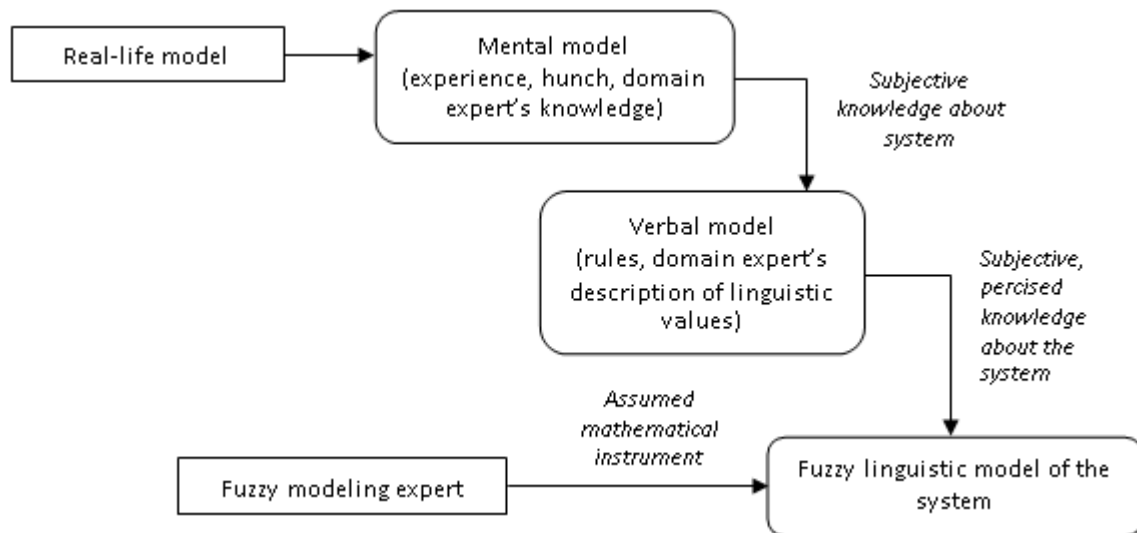 Real-life model
Mental model
(experience, hunch, domain
expert's knowledge)
Subjective
knowledge about
system
Verbal model
(rules, domain expert's
description of linguistic
values)
Subjective,
percised
knowledge
about the
system
Assumed
mathematical
instrument
Fuzzy modeling expert
Fuzzy linguistic model of the
system